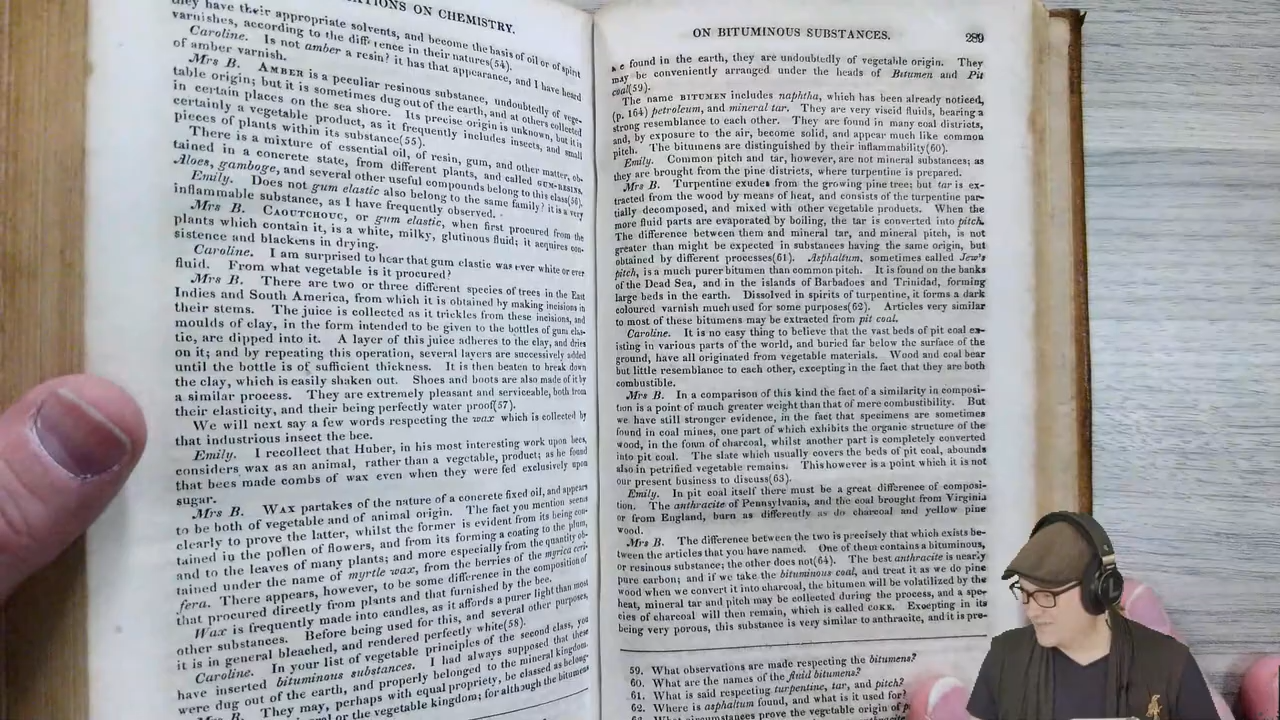 ATIONS ON CHEMISTRY.
they have their appropriate solvents, and become the basis of oil or of spirit
varnishes, according to the difference in their natures(54).
Caroline. Is not amber a resin? it has that appearance, and I have heard
of amber varnish.
Mrs B. AMBER is a peculiar resinous substance, undoubtedly of vege-
table origin; but it is sometimes dug out of the earth, and at others collected
in certain places on the sea shore. Its precise origin is unknown, but it is
certainly a vegetable product, as it frequently includes insects, and small
pieces of plants within its substance(55).
There is a mixture of essential oil, of resin, gum, and other matter, ob-
tained in a concrete state, from different plants, and called GUM-RESINS.
Aloes, gamboge, and several other useful compounds belong to this class(56).
Emily. Does not gum elastic also belong to the same family? it is a very
inflammable substance, as I have frequently observed.
Mrs B. CAOUTCHOUC, or gum elastic, when first procured from the
plants which contain it, is a white, milky, glutinous fluid; it acquires con-
sistence and blackens in drying.
Caroline. I am surprised to hear that gum elastic was ever white or ever
fluid. From what vegetable is it procured?
Mrs B. There are two or three different species of trees in the East
Indies and South America, from which it is obtained by making incisions in
their stems. The juice is collected as it trickles from these incisions, and
moulds of clay, in the form intended to be given to the bottles of gum elas-
tic, are dipped into it. A layer of this juice adheres to the clay, and dries
on it; and by repeating this operation, several layers are successively added
until the bottle is of sufficient thickness. It is then beaten to break down
the clay, which is easily shaken out. Shoes and boots are also made of it by
a similar process. They are extremely pleasant and serviceable, both from
their elasticity, and their being perfectly water proof(57).
We will next say a few words respecting the wax which is collected by
that industrious insect the bee.
Emily. I recollect that Huber, in his most interesting work upon bees,
considers wax as an animal, rather than a vegetable, product; as he found
that bees made combs of wax even when they were fed exclusively upon
sugar.
Mrs B. WAX partakes of the nature of a concrete fixed oil, and appears
to be both of vegetable and of animal origin. The fact you mention seems
clearly to prove the latter, whilst the former is evident from its being con-
tained in the pollen of flowers, and from its forming a coating to the plum,
and to the leaves of many plants; and more especially from the quantity ob-
tained under the name of myrtle wax, from the berries of the myrica ceri-
fera. There appears, however, to be some difference in the composition of
that procured directly from plants and that furnished by the bee.
Wax is frequently made into candles, as it affords a purer light than most
other substances. Before being used for this, and several other purposes,
it is in general bleached, and rendered perfectly white(58).
Caroline. In your list of vegetable principles of the second class, you
have inserted bituminous substances. I had always supposed that these
were dug out of the earth, and properly belonged to the mineral kingdom.
Mrs B. They may, perhaps with equal propriety, be classed as belong-
or the vegetable kingdom; for although the bitumens
ON BITUMINOUS SUBSTANCES. 289
are found in the earth, they are undoubtedly of vegetable origin. They
may be conveniently arranged under the heads of Bitumen and Pit
coal(59).
The name BITUMEN includes naphtha, which has been already noticed,
(p. 164) petroleum, and mineral tar. They are very viscid fluids, bearing a
strong resemblance to each other. They are found in many coal districts,
and, by exposure to the air, become solid, and appear much like common
pitch. The bitumens are distinguished by their inflammability(60).
Emily. Common pitch and tar, however, are not mineral substances; as
they are brought from the pine districts, where turpentine is prepared.
Mrs B. Turpentine exudes from the growing pine tree; but tar is ex-
tracted from the wood by means of heat, and consists of the turpentine par-
tially decomposed, and mixed with other vegetable products. When the
more fluid parts are evaporated by boiling, the tar is converted into pitch.
The difference between them and mineral tar, and mineral pitch, is not
greater than might be expected in substances having the same origin, but
obtained by different processes(61). Asphaltum, sometimes called Jew's
pitch, is a much purer bitumen than common pitch. It is found on the banks
of the Dead Sea, and in the islands of Barbadoes and Trinidad, forming
large beds in the earth. Dissolved in spirits of turpentine, it forms a dark
coloured varnish much used for some purposes(62). Articles very similar
to most of these bitumens may be extracted from pit coal.
Caroline. It is no easy thing to believe that the vast beds of pit coal ex-
isting in various parts of the world, and buried far below the surface of the
ground, have all originated from vegetable materials. Wood and coal bear
but little resemblance to each other, excepting in the fact that they are both
combustible.
Mrs B. In a comparison of this kind the fact of a similarity in composi-
tion is a point of much greater weight than that of mere combustibility. But
we have still stronger evidence, in the fact that specimens are sometimes
found in coal mines, one part of which exhibits the organic structure of the
wood, in the form of charcoal, whilst another part is completely converted
into pit coal. The slate which usually covers the beds of pit coal, abounds
also in petrified vegetable remains. This however is a point which it is not
our present business to discuss(63).
Emily. In pit coal itself there must be a great difference of composi-
tion. The anthracite of Pennsylvania, and the coal brought from Virginia
or from England, burn as differently as do charcoal and yellow pine
wood.
Mrs B. The difference between the two is precisely that which exists be-
tween the articles that you have named. One of them contains a bituminous,
or resinous substance; the other does not(64). The best anthracite is nearly
pure carbon; and if we take the bituminous coal, and treat it as we do pine
wood when we convert it into charcoal, the bitumen will be volatilized by the
heat, mineral tar and pitch may be collected during the process, and a spe-
cies of charcoal will then remain, which is called COKE. Excepting in its
being very porous, this substance is very similar to anthracite, and it is pro-
59. What observations are made respecting the bitumens?
60. What are the names of the fluid bitumens?
61. What is said respecting turpentine, tar, and pitch?
62. Where is asphaltum found, and what is it used for?
circumstances prove the vegetable origin of